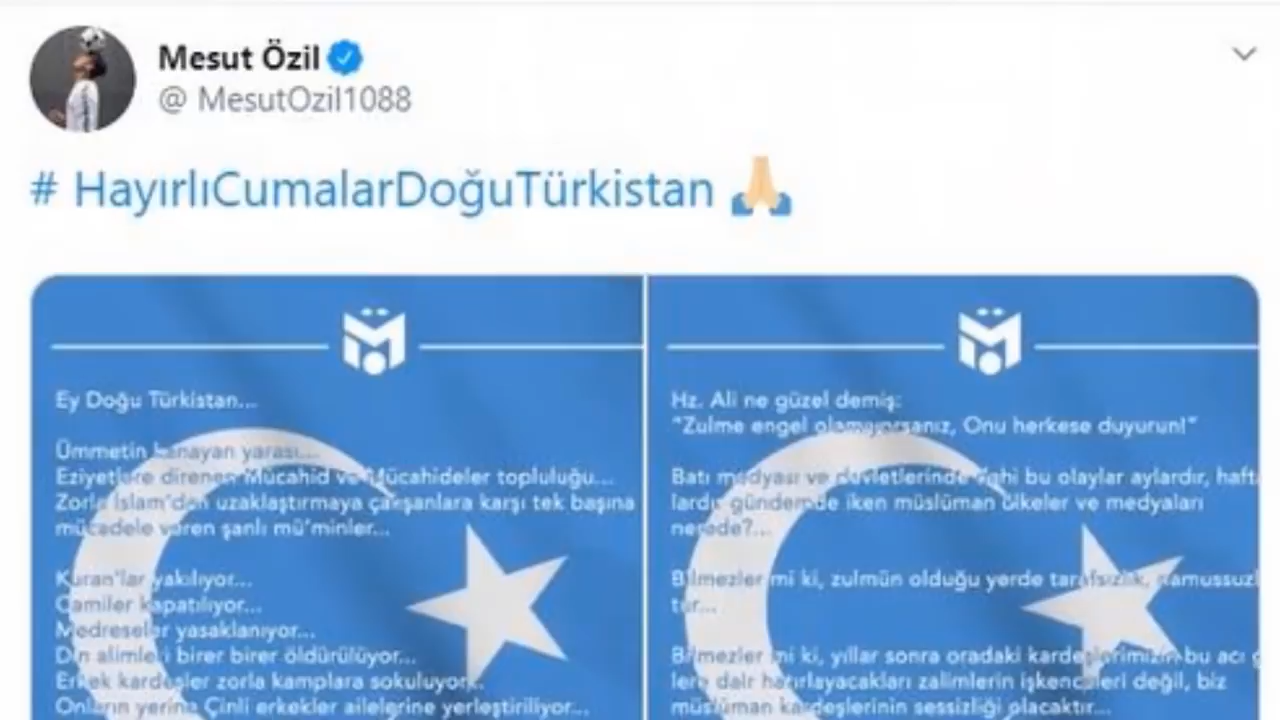 Mesut Özil
@ MesutOzil1088
# HayırlıCumalarDoğuTürkistan
Ey Doğu Türkistan...
Ümmetin kanayan yarası...
Eziyetlere direnen Mücahid ve Mücahideler topluluğu...
Zorla İslam'dan uzaklaştırmaya çalışanlara karşı tek başına
mücadele veren şanlı mü'minler...
Kuran'lar yakılıyor...
Camiler kapatılıyor...
Medreseler yasaklanıyor...
Din alimleri birer birer öldürülüyor...
Erkek kardeşler zorla kamplara sokuluyor...
Onların yerine Çinli erkekler ailelerine yerleştiriliyor...
Hz. Ali ne güzel demiş:
"Zulme engel olamıyorsanız, Onu herkese duyurun!"
Batı medyası ve devletlerinde dahi bu olaylar aylardır, hafta
lardır gündemde iken müslüman ülkeler ve medyaları
nerede?...
Bilmezler mi ki, zulmün olduğu yerde tarafsızlık, namussuzl
tur...
Bilmezler mi ki, yıllar sonra oradaki kardeşlerimizin bu acı g
lere dair hatırlayacakları zalimlerin işkenceleri değil, biz
müslüman kardeşlerinin sessizliği olacaktır...